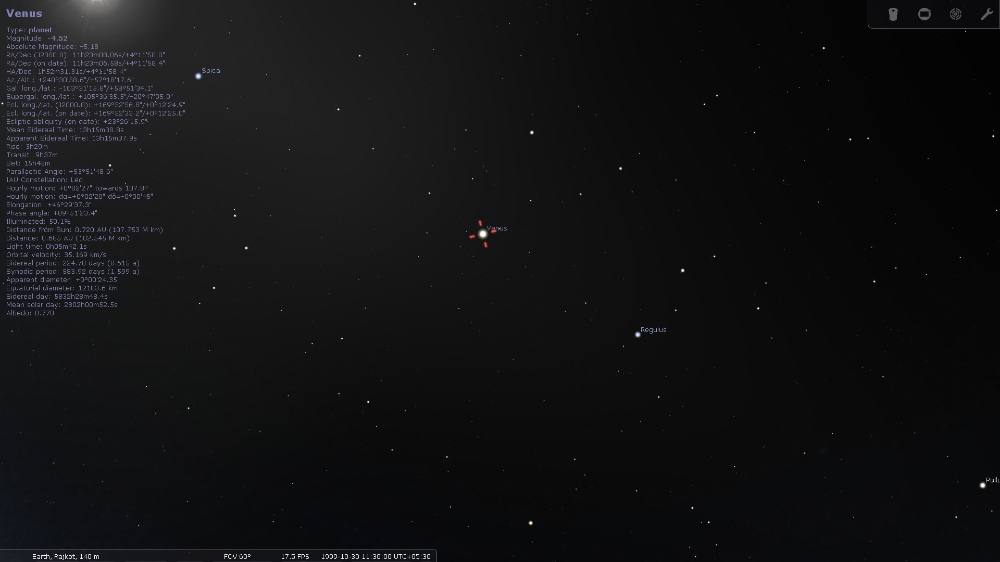 Venus
Type: planet
Magnitude: -4.52
Absolute Magnitude: -5.18
RA/Dec (J2000.0): 11h23m08.06s/+4°11'50.0"
RA/Dec (on date): 11h23m06.58s/+4°11'58.4"
HA/Dec: 1h52m31.31s/+4°11'58.4"
Az./Alt.: +240°30'58.6"/+57°18'17.6"
Gal. long./lat.: -103°31'15.8"/+58°51'34.1"
Supergal. long./lat.: +105°36'35.5"/-20°47'05.0"
Ecl. long./lat. (J2000.0): +169°52'56.8"/+0°12'24.9"
Ecl. long./lat. (on date): +169°52'33.2"/+0°12'25.0"
Ecliptic obliquity (on date): +23°26'15.9"
Mean Sidereal Time: 13h15m38.8s
Apparent Sidereal Time: 13h15m37.9s
Rise: 3h29m
Transit: 9h37m
Set: 15h45m
Parallactic Angle: +53°51'48.6"
IAU Constellation: Leo
Hourly motion: +0°02'27" towards 107.8°
Hourly motion: dα=+0°02'20" dδ=-0°00'45"
Elongation: +46°29'37.3"
Phase angle: +89°51'23.4"
Illuminated: 50.1%
Distance from Sun: 0.720 AU (107.753 M km)
Distance: 0.685 AU (102.545 M km)
Light time: 0h05m42.1s
Orbital velocity: 35.169 km/s
Sidereal period: 224.70 days (0.615 a)
Synodic period: 583.92 days (1.599 a)
Apparent diameter: +0°00'24.35"
Equatorial diameter: 12103.6 km
Sidereal day: 5832h28m48.4s
Mean solar day: 2802h00m52.5s
Albedo: 0.770
Spica
Venus
Regulus
Pollu
Earth, Rajkot, 140 m FOV 60° 17.5 FPS 1999-10-30 11:30:00 UTC+05:30